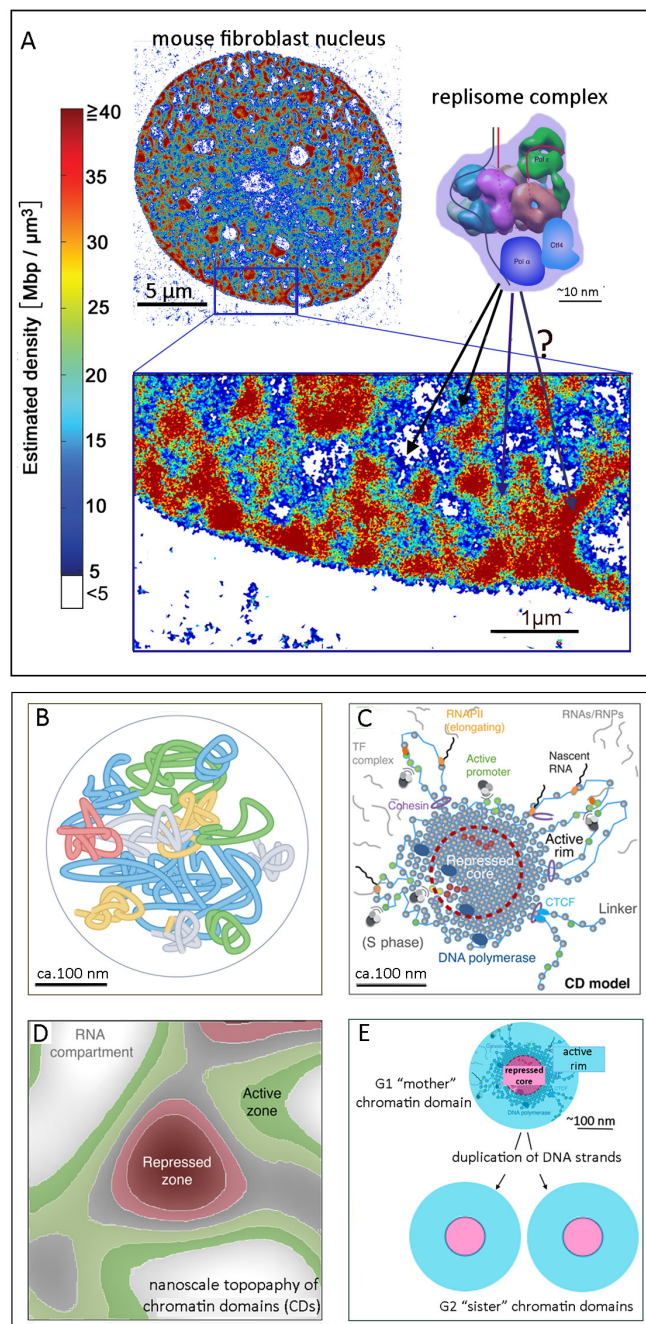 A
mouse fibroblast nucleus
replisome complex
Estimated density [Mbp / µm³]
≧40
35
30
25
20
15
10
5
<5
5 µm
Pol ε
Ctf4
Pol α
~10 nm
?
1µm
B
ca.100 nm
C
RNAPII
(elongating)
RNAs/RNPs
TF
complex
Active
promoter
Nascent
RNA
Cohesin
Active
rim
Repressed
core
CTCF
Linker
(S phase)
DNA polymerase
ca.100 nm
CD model
D
RNA
compartment
Active
zone
Repressed
zone
nanoscale topopaphy of
chromatin domains (CDs)
E
G1 “mother”
chromatin domain
Cohesin
repressed
core
active
rim
CTCF
DNA polymerase
~100 nm
duplication of DNA strands
G2 “sister” chromatin domains